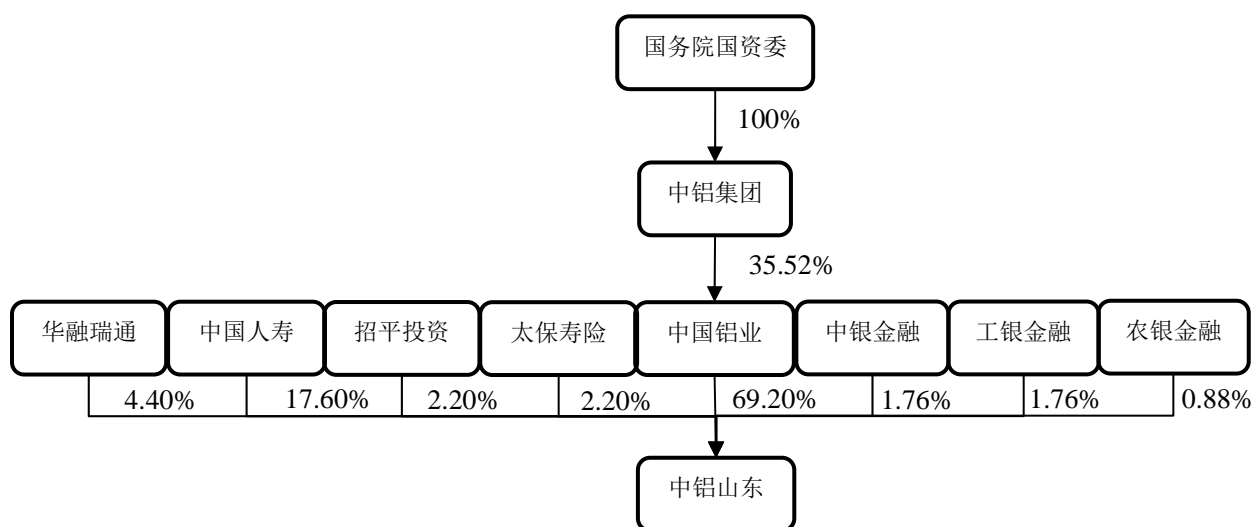 国务院国资委
100%
中铝集团
35.52%
华融瑞通 中国人寿 招平投资 太保寿险 中国铝业 中银金融 工银金融 农银金融
4.40% 17.60% 2.20% 2.20% 69.20% 1.76% 1.76% 0.88%
中铝山东